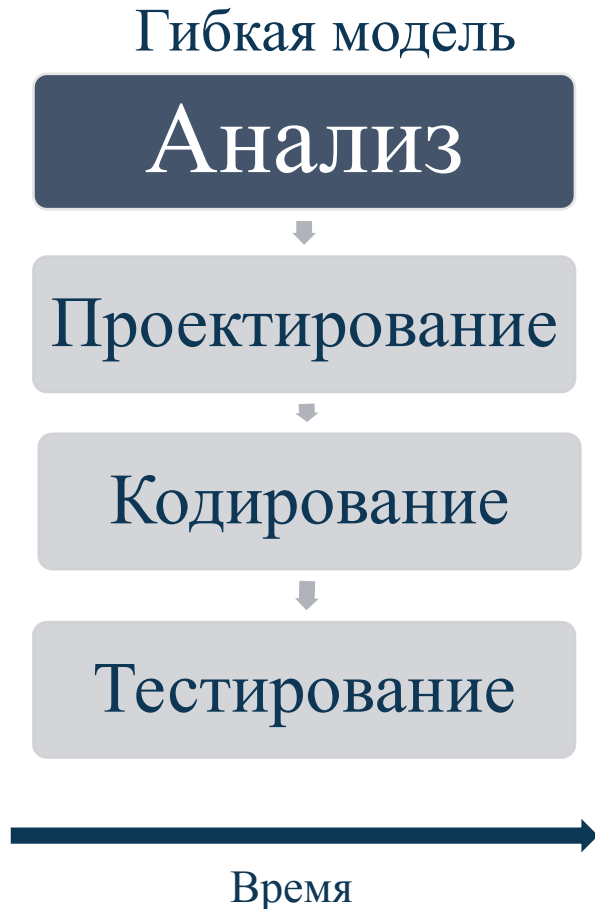 Гибкая модель
Анализ
Проектирование
Кодирование
Тестирование
Время